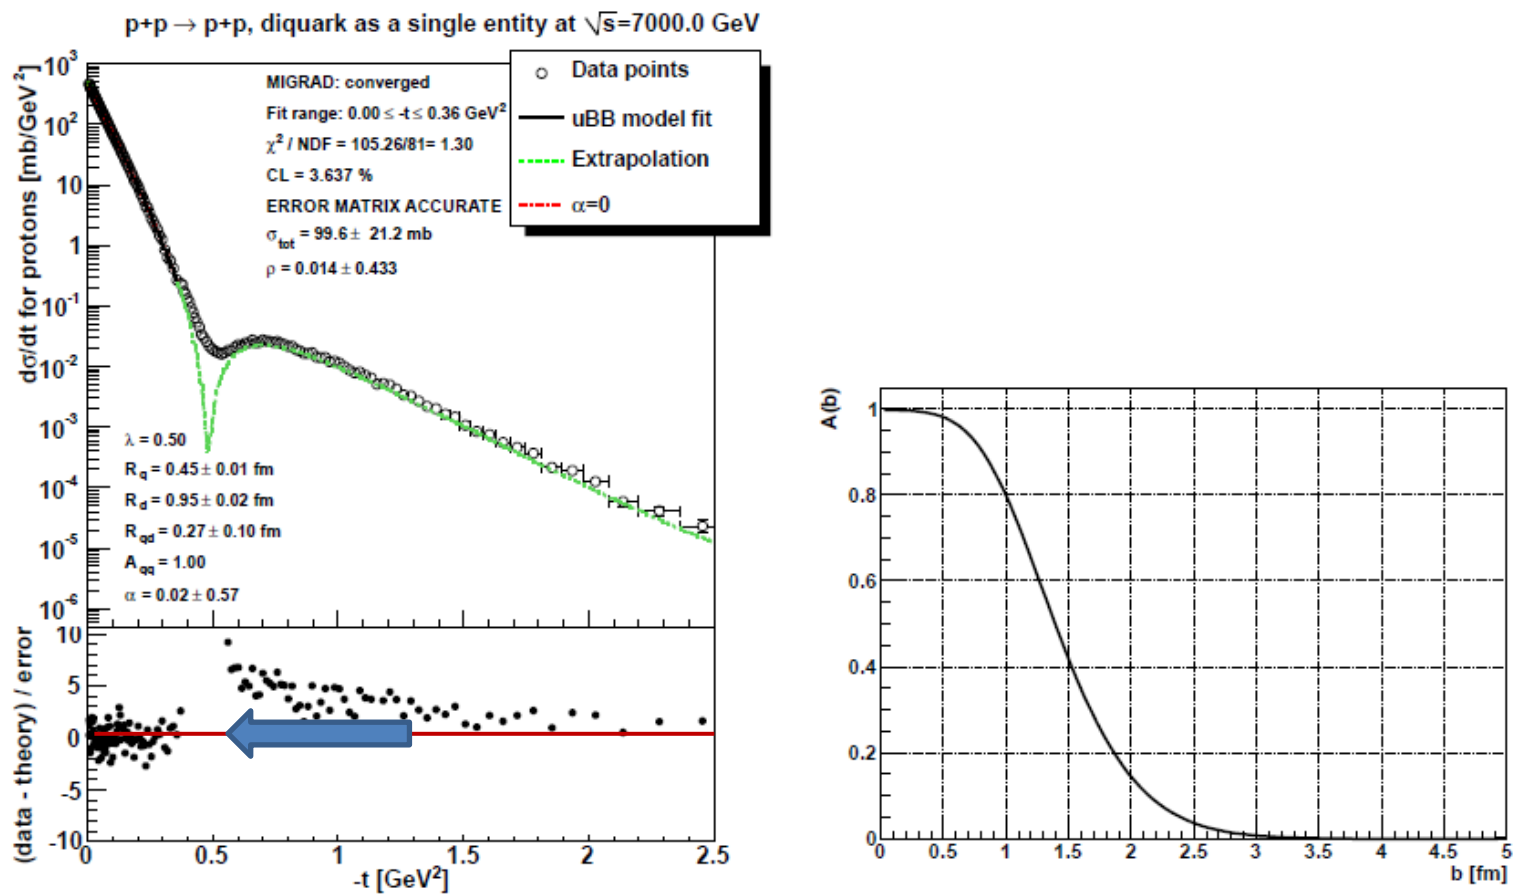 p+p → p+p, diquark as a single entity at √s=7000.0 GeV
dσ/dt for protons [mb/GeV²]
10³
10²
10
1
10⁻¹
10⁻²
10⁻³
10⁻⁴
10⁻⁵
10⁻⁶
MIGRAD: converged
Fit range: 0.00 ≤ -t ≤ 0.36 GeV²
χ² / NDF = 105.26/81= 1.30
CL = 3.637 %
ERROR MATRIX ACCURATE
σ_tot = 99.6 ± 21.2 mb
ρ = 0.014 ± 0.433
Data points
uBB model fit
Extrapolation
α=0
λ = 0.50
R_q = 0.45 ± 0.01 fm
R_d = 0.95 ± 0.02 fm
R_qd = 0.27 ± 0.10 fm
A_qq = 1.00
α = 0.02 ± 0.57
(data - theory) / error
10
5
0
-5
-10
0 0.5 1 1.5 2 2.5
-t [GeV²]
A(b)
1
0.8
0.6
0.4
0.2
0
0 0.5 1 1.5 2 2.5 3 3.5 4 4.5 5
b [fm]